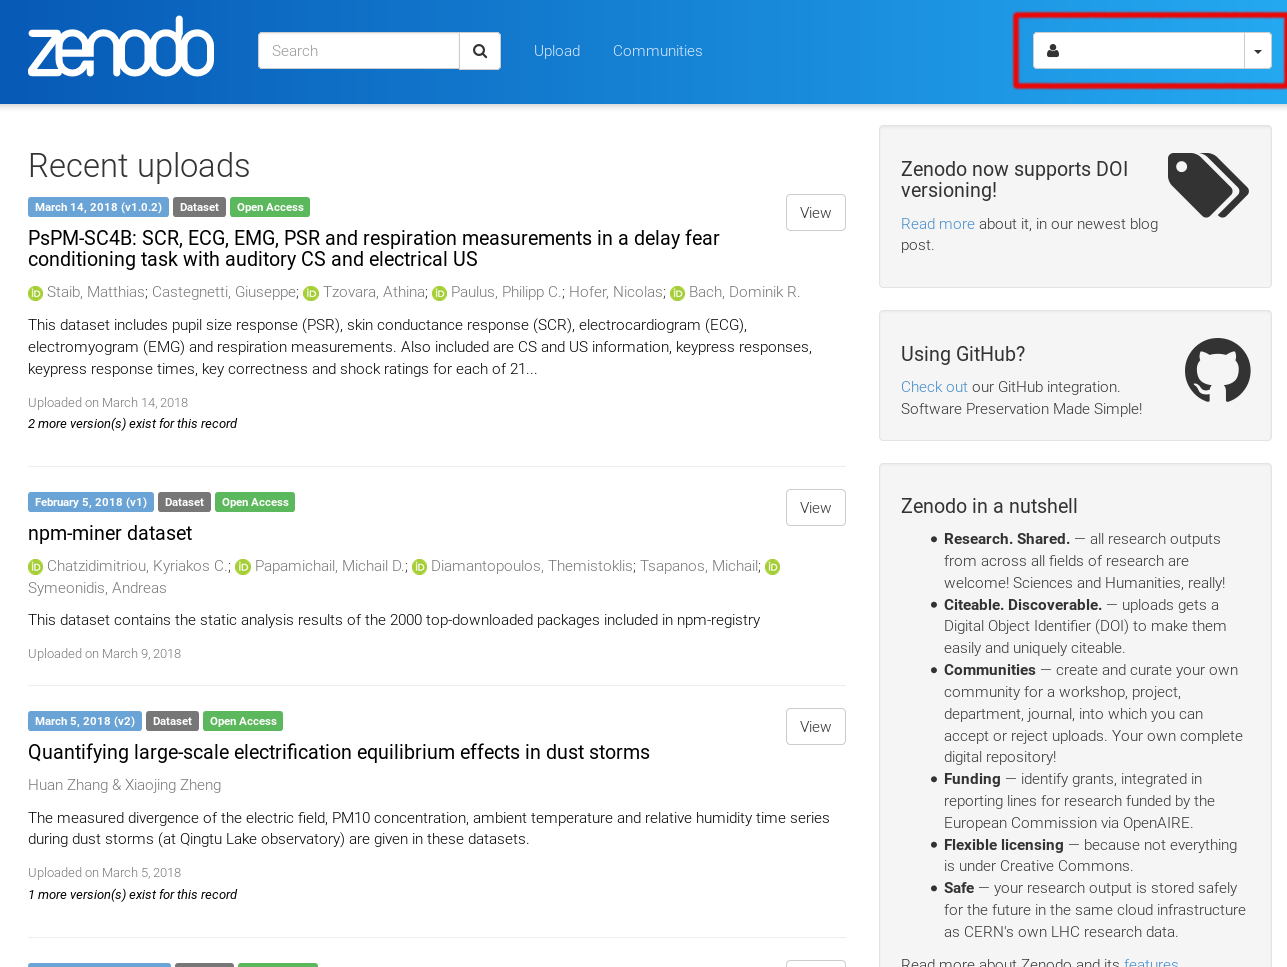 zenodo
Search
Upload
Communities
Recent uploads
March 14, 2018 (v1.0.2) Dataset Open Access
View
PsPM-SC4B: SCR, ECG, EMG, PSR and respiration measurements in a delay fear
conditioning task with auditory CS and electrical US
Staib, Matthias; Castegnetti, Giuseppe; iD Tzovara, Athina; iD Paulus, Philipp C.; Hofer, Nicolas; iD Bach, Dominik R.
This dataset includes pupil size response (PSR), skin conductance response (SCR), electrocardiogram (ECG),
electromyogram (EMG) and respiration measurements. Also included are CS and US information, keypress responses,
keypress response times, key correctness and shock ratings for each of 21...
Uploaded on March 14, 2018
2 more version(s) exist for this record
February 5, 2018 (v1) Dataset Open Access
View
npm-miner dataset
iD Chatzidimitriou, Kyriakos C.; iD Papamichail, Michail D.; iD Diamantopoulos, Themistoklis; Tsapanos, Michail; iD
Symeonidis, Andreas
This dataset contains the static analysis results of the 2000 top-downloaded packages included in npm-registry
Uploaded on March 9, 2018
March 5, 2018 (v2) Dataset Open Access
View
Quantifying large-scale electrification equilibrium effects in dust storms
Huan Zhang & Xiaojing Zheng
The measured divergence of the electric field, PM10 concentration, ambient temperature and relative humidity time series
during dust storms (at Qingtu Lake observatory) are given in these datasets.
Uploaded on March 5, 2018
1 more version(s) exist for this record
Zenodo now supports DOI
versioning!
Read more about it, in our newest blog
post.
Using GitHub?
Check out our GitHub integration.
Software Preservation Made Simple!
Zenodo in a nutshell
• Research. Shared. — all research outputs
from across all fields of research are
welcome! Sciences and Humanities, really!
• Citeable. Discoverable. — uploads gets a
Digital Object Identifier (DOI) to make them
easily and uniquely citeable.
• Communities — create and curate your own
community for a workshop, project,
department, journal, into which you can
accept or reject uploads. Your own complete
digital repository!
• Funding — identify grants, integrated in
reporting lines for research funded by the
European Commission via OpenAIRE.
• Flexible licensing — because not everything
is under Creative Commons.
• Safe — your research output is stored safely
for the future in the same cloud infrastructure
as CERN's own LHC research data.
Read more about Zenodo and its features.